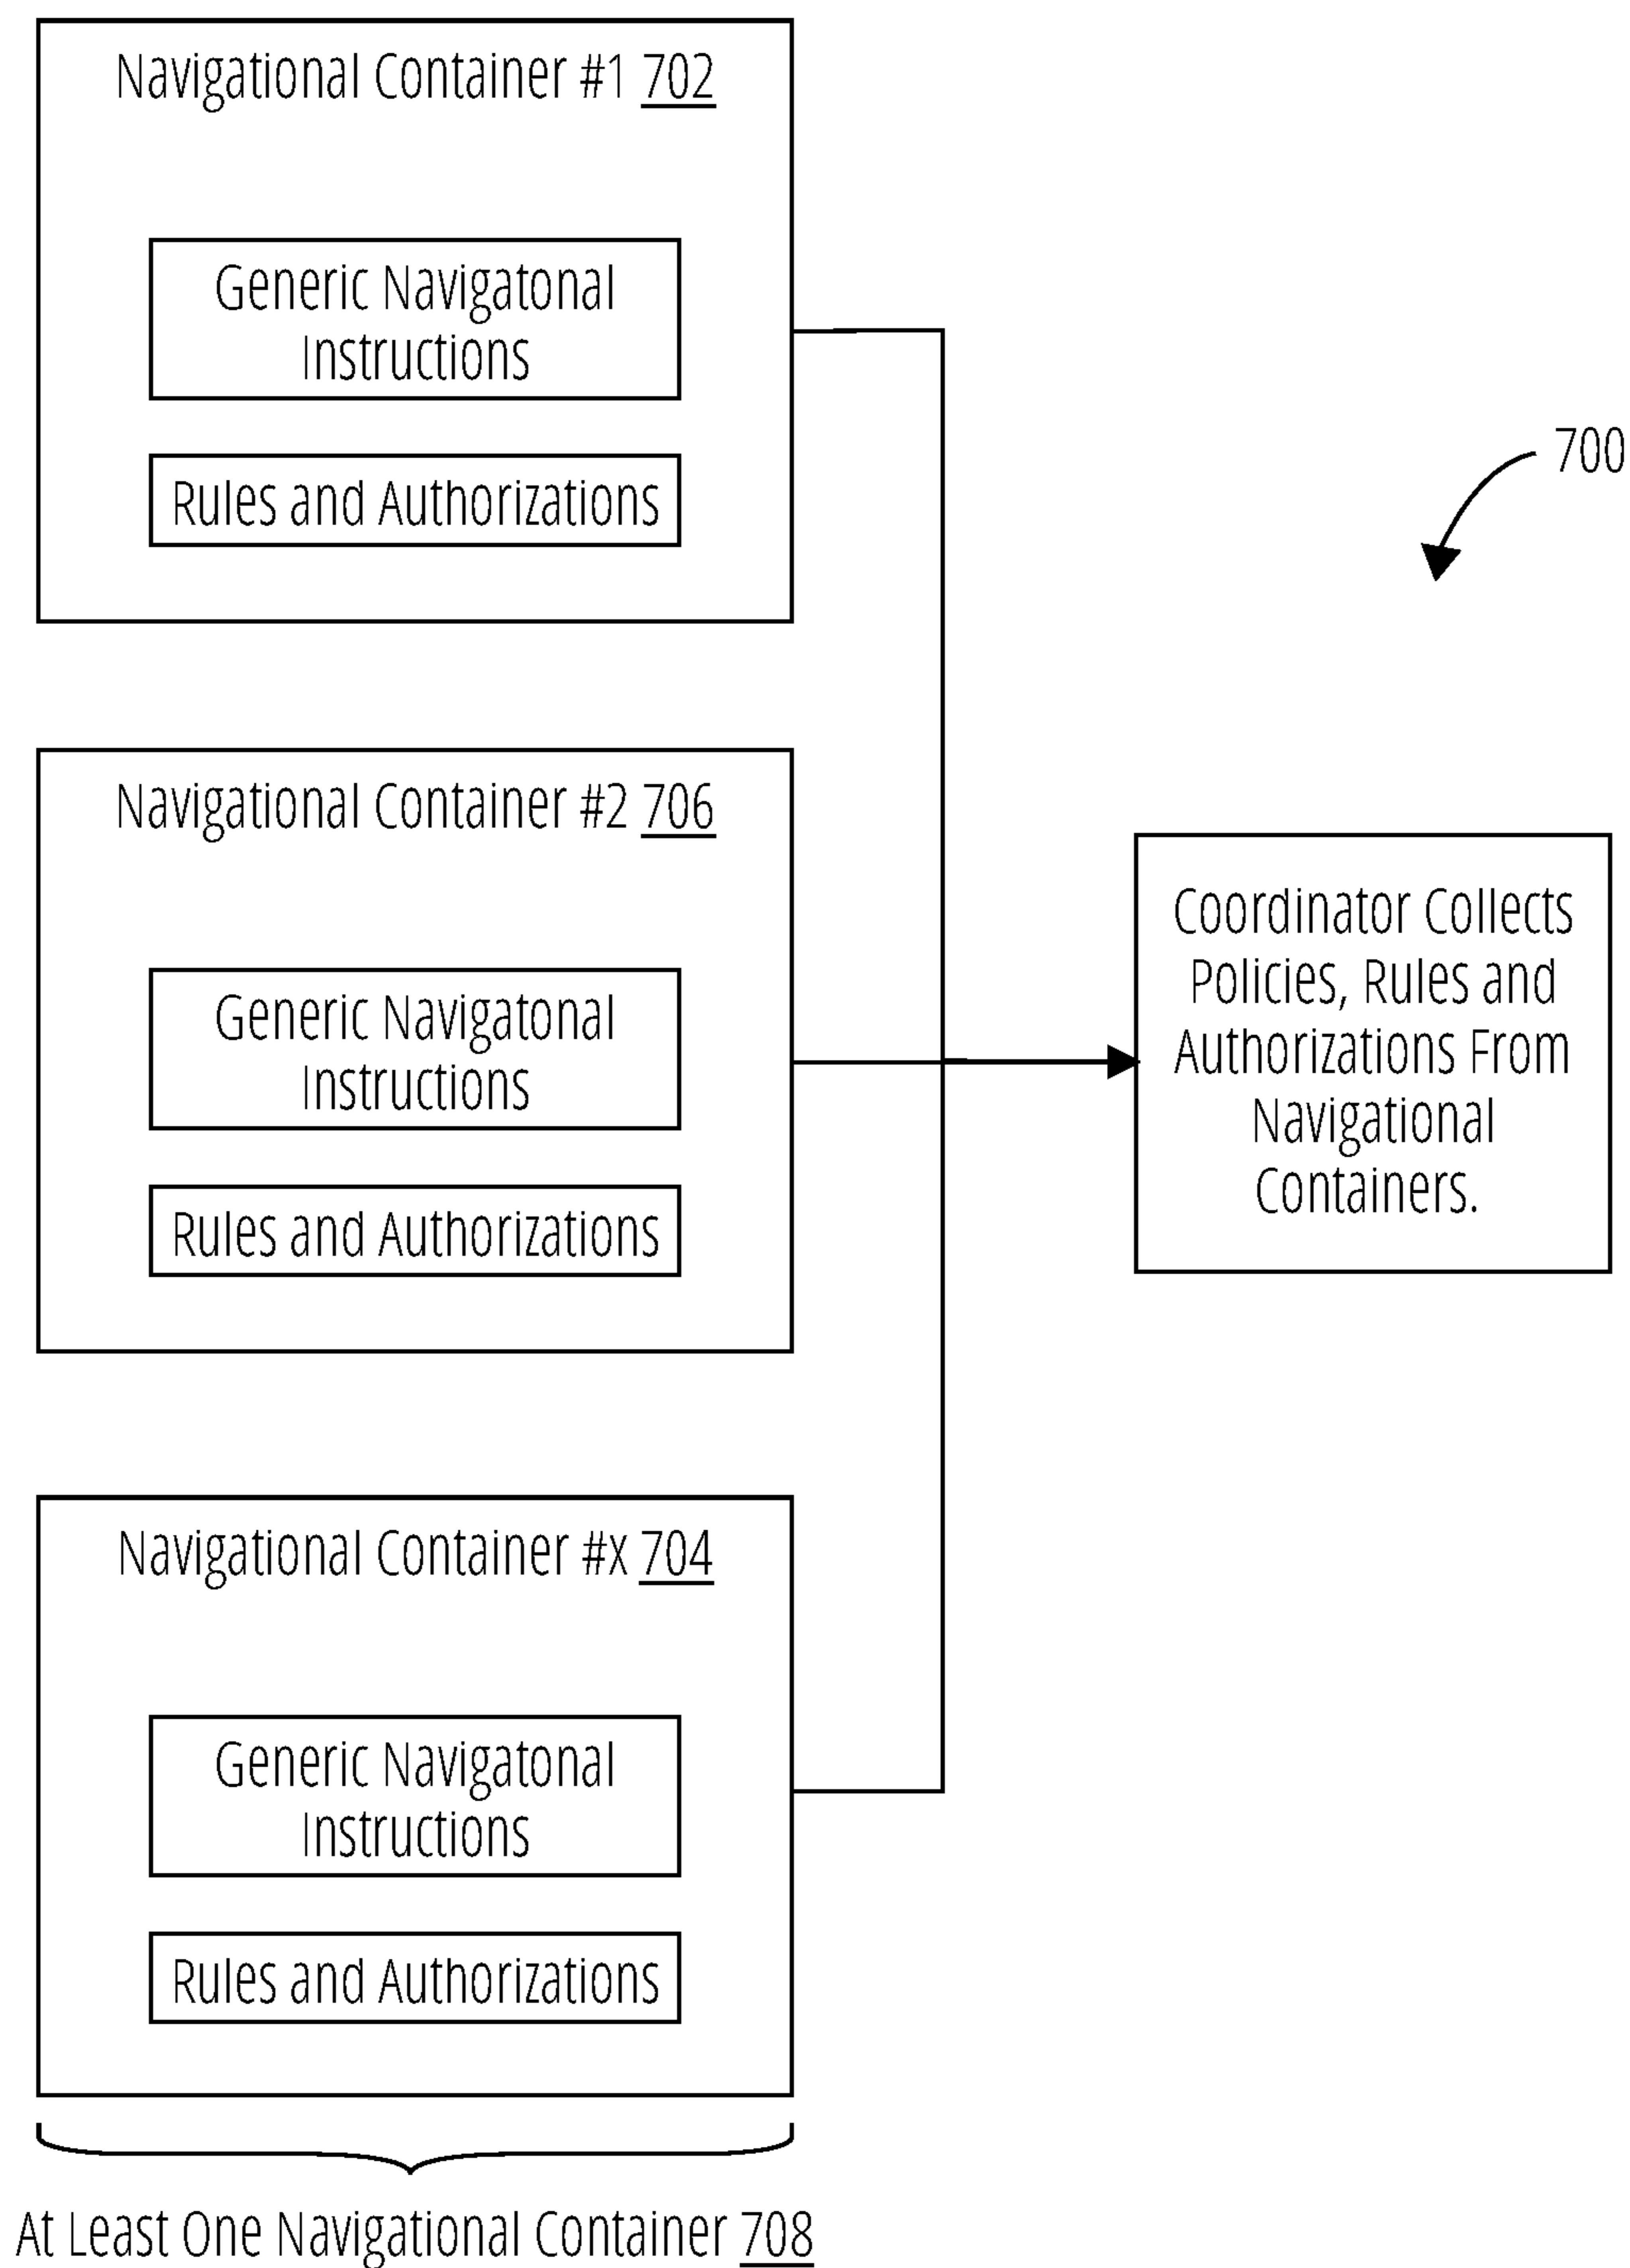 Navigational Container #1 702
Generic Navigatonal
Instructions
Rules and Authorizations
700
Navigational Container #2 706
Generic Navigatonal
Instructions
Rules and Authorizations
Coordinator Collects
Policies, Rules and
Authorizations From
Navigational
Containers.
Navigational Container #x 704
Generic Navigatonal
Instructions
Rules and Authorizations
At Least One Navigational Container 708